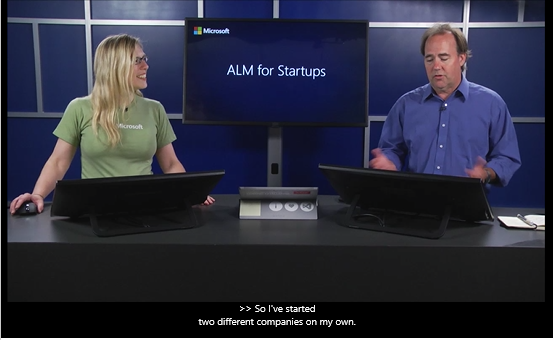 Microsoft
ALM for Startups
Microsoft
>> So I've started
two different companies on my own.